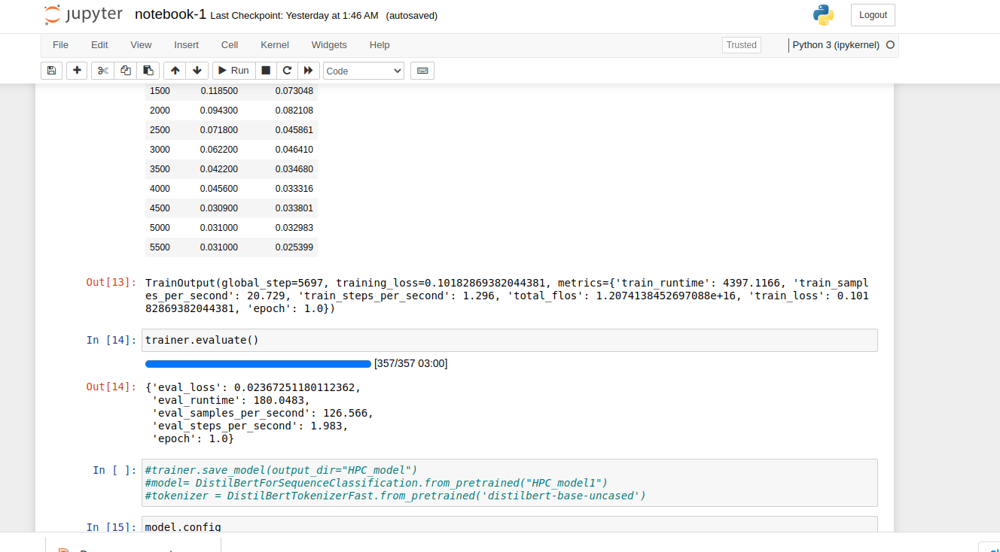 jupyter notebook-1 Last Checkpoint: Yesterday at 1:46 AM (autosaved) Logout
File Edit View Insert Cell Kernel Widgets Help Trusted Python 3 (ipykernel)
Run Code
1500 0.118500 0.073048
2000 0.094300 0.082108
2500 0.071800 0.045861
3000 0.062200 0.046410
3500 0.042200 0.034680
4000 0.045600 0.033316
4500 0.030900 0.033801
5000 0.031000 0.032983
5500 0.031000 0.025399
Out[13]: TrainOutput(global_step=5697, training_loss=0.10182869382044381, metrics={'train_runtime': 4397.1166, 'train_sampl
es_per_second': 20.729, 'train_steps_per_second': 1.296, 'total_flos': 1.2074138452697088e+16, 'train_loss': 0.101
82869382044381, 'epoch': 1.0})
In [14]: trainer.evaluate()
[357/357 03:00]
Out[14]: {'eval_loss': 0.02367251180112362,
'eval_runtime': 180.0483,
'eval_samples_per_second': 126.566,
'eval_steps_per_second': 1.983,
'epoch': 1.0}
In [ ]: #trainer.save_model(output_dir="HPC_model")
#model= DistilBertForSequenceClassification.from_pretrained("HPC_model1")
#tokenizer = DistilBertTokenizerFast.from_pretrained('distilbert-base-uncased')
In [15]: model.config